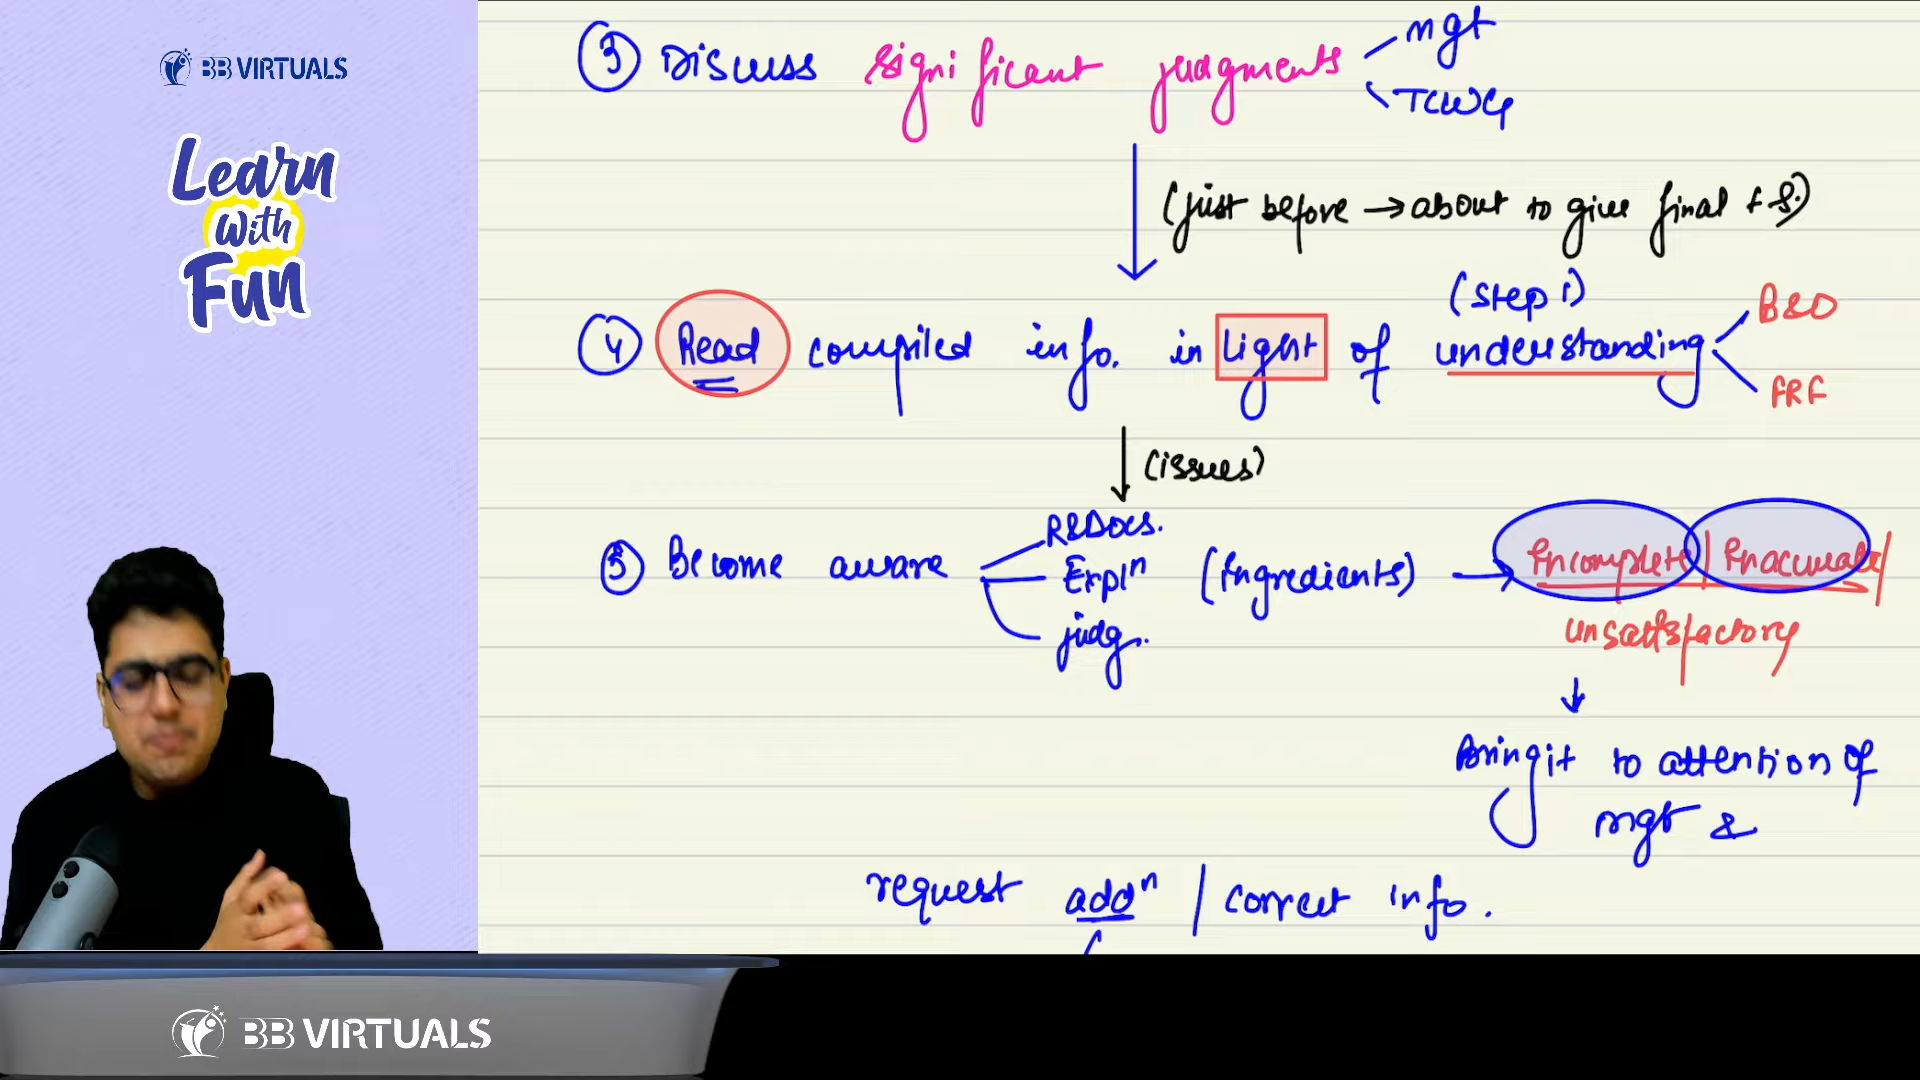 BB VIRTUALS
Learn
with
Fun
③ Discuss significant judgments
mgt
TCWG
(just before → about to give final F.S.)
(Step 1)
④ Read compiled info. in Light of understanding
B&O
FRF
(issues)
⑤ Become aware
R&Docs.
Expln
judg.
(Ingredients) → Incomplete / Inaccurate /
unsatisfactory
↓
Bring it to attention of
mgt &
request addn / correct info.
BB VIRTUALS